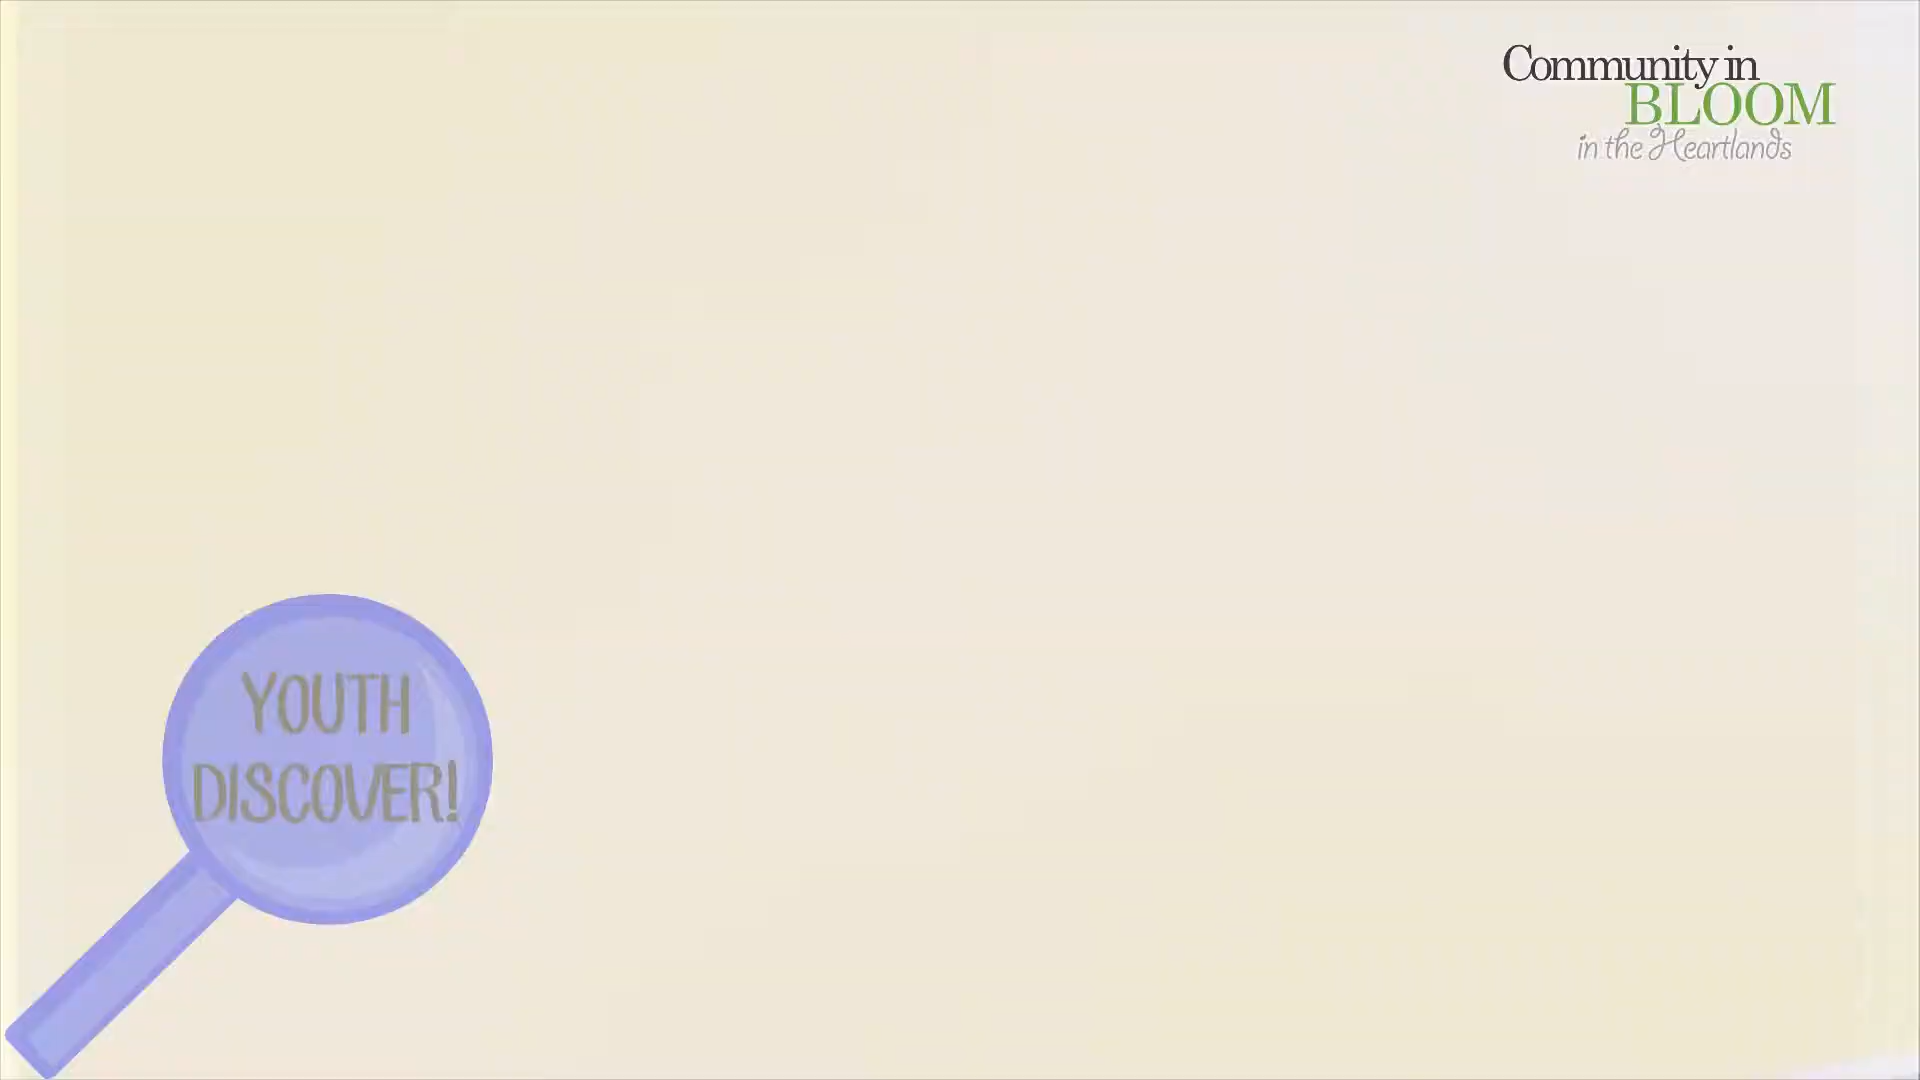 Community in
BLOOM
in the Heartlands
YOUTH
DISCOVER!